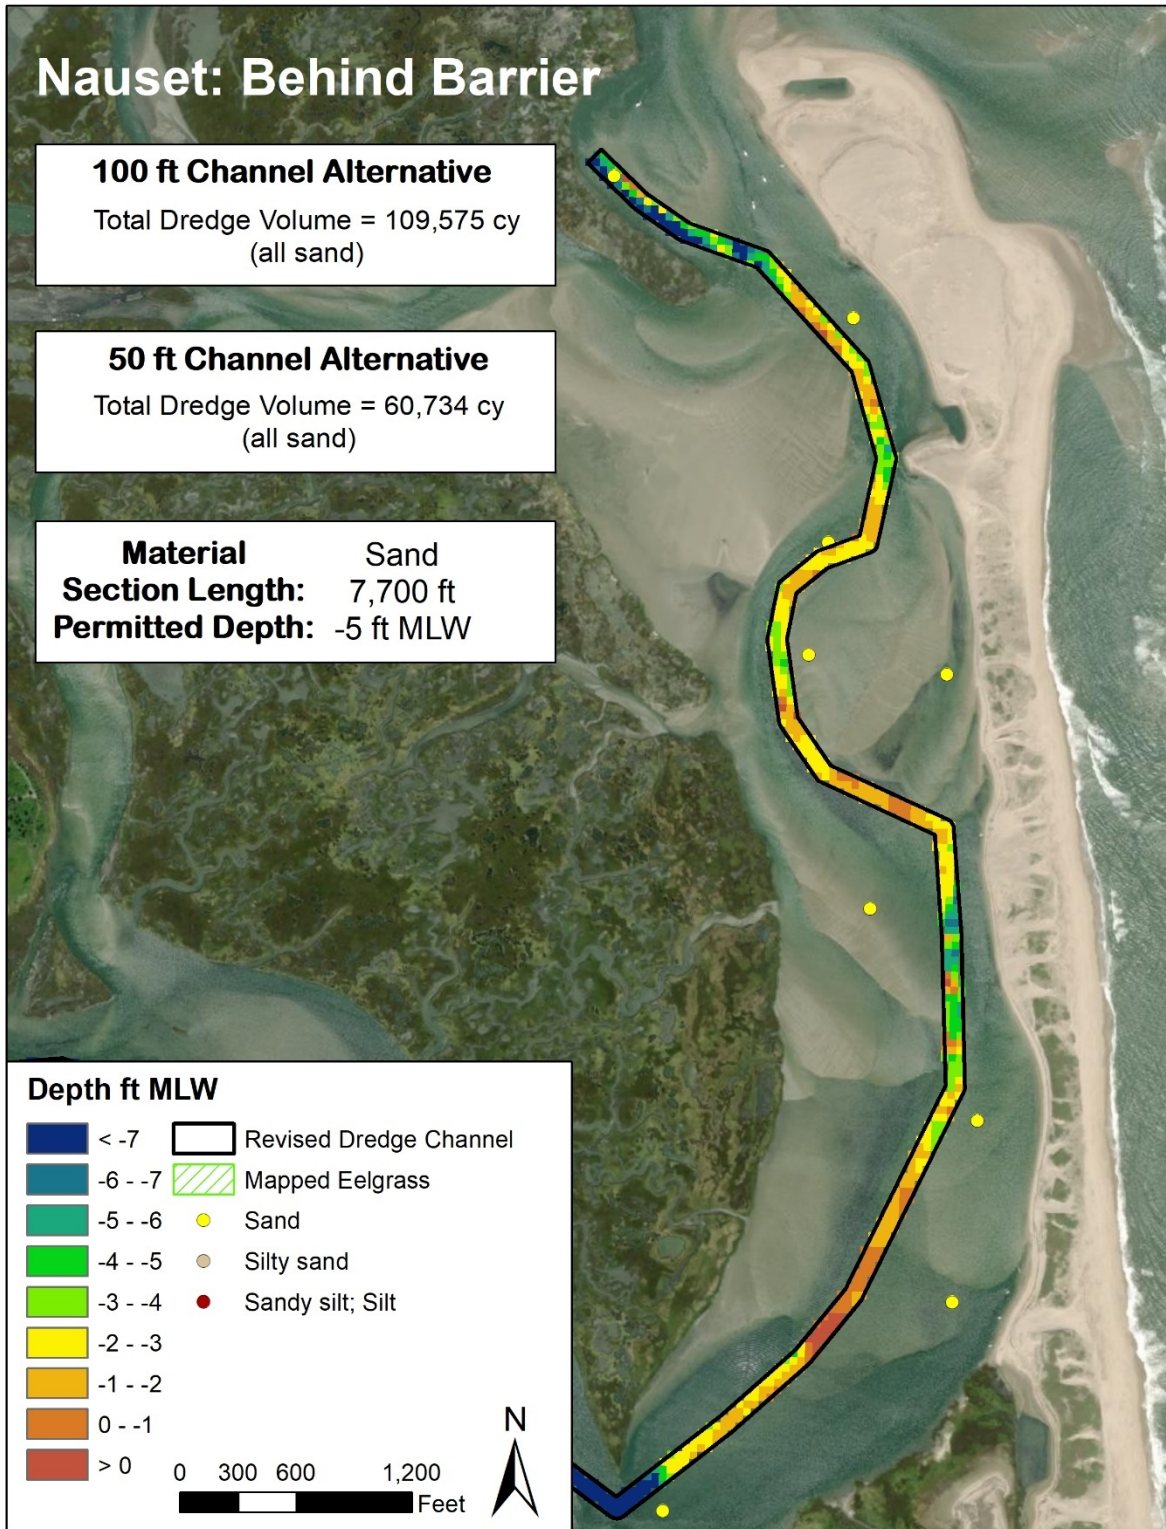 Nauset: Behind Barrier
100 ft Channel Alternative
Total Dredge Volume = 109,575 cy
(all sand)
50 ft Channel Alternative
Total Dredge Volume = 60,734 cy
(all sand)
Material Sand
Section Length: 7,700 ft
Permitted Depth: -5 ft MLW
Depth ft MLW
< -7 Revised Dredge Channel
-6 - -7 Mapped Eelgrass
-5 - -6 Sand
-4 - -5 Silty sand
-3 - -4 Sandy silt; Silt
-2 - -3
-1 - -2
0 - -1
> 0
N
0 300 600 1,200
Feet